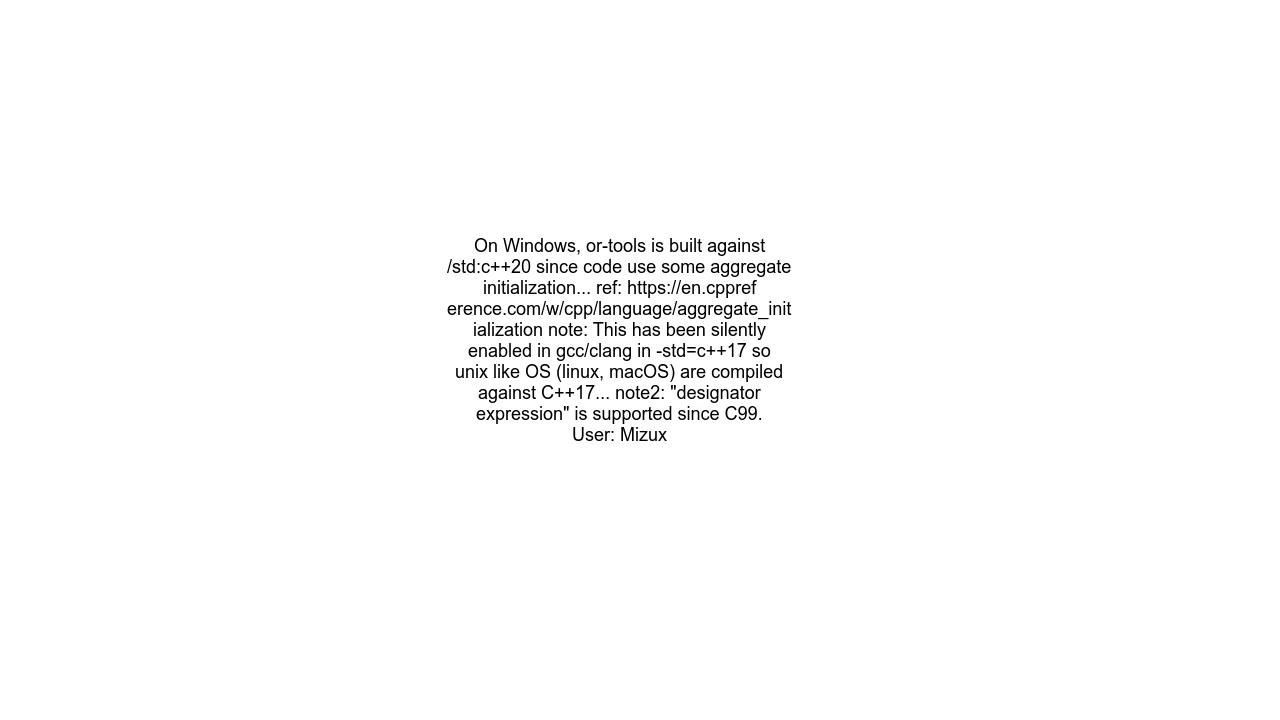 On Windows, or-tools is built against
/std:c++20 since code use some aggregate
initialization... ref: https://en.cppref
erence.com/w/cpp/language/aggregate_init
ialization note: This has been silently
enabled in gcc/clang in -std=c++17 so
unix like OS (linux, macOS) are compiled
against C++17... note2: "designator
expression" is supported since C99.
User: Mizux